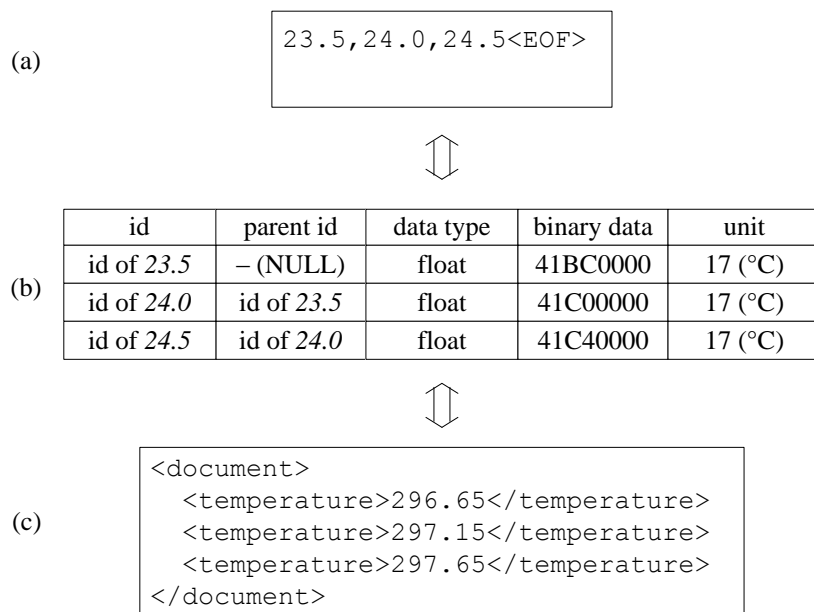 (a)
23.5,24.0,24.5<EOF>
(b)
id parent id data type binary data unit
id of 23.5 – (NULL) float 41BC0000 17 (°C)
id of 24.0 id of 23.5 float 41C00000 17 (°C)
id of 24.5 id of 24.0 float 41C40000 17 (°C)
(c)
<document>
<temperature>296.65</temperature>
<temperature>297.15</temperature>
<temperature>297.65</temperature>
</document>